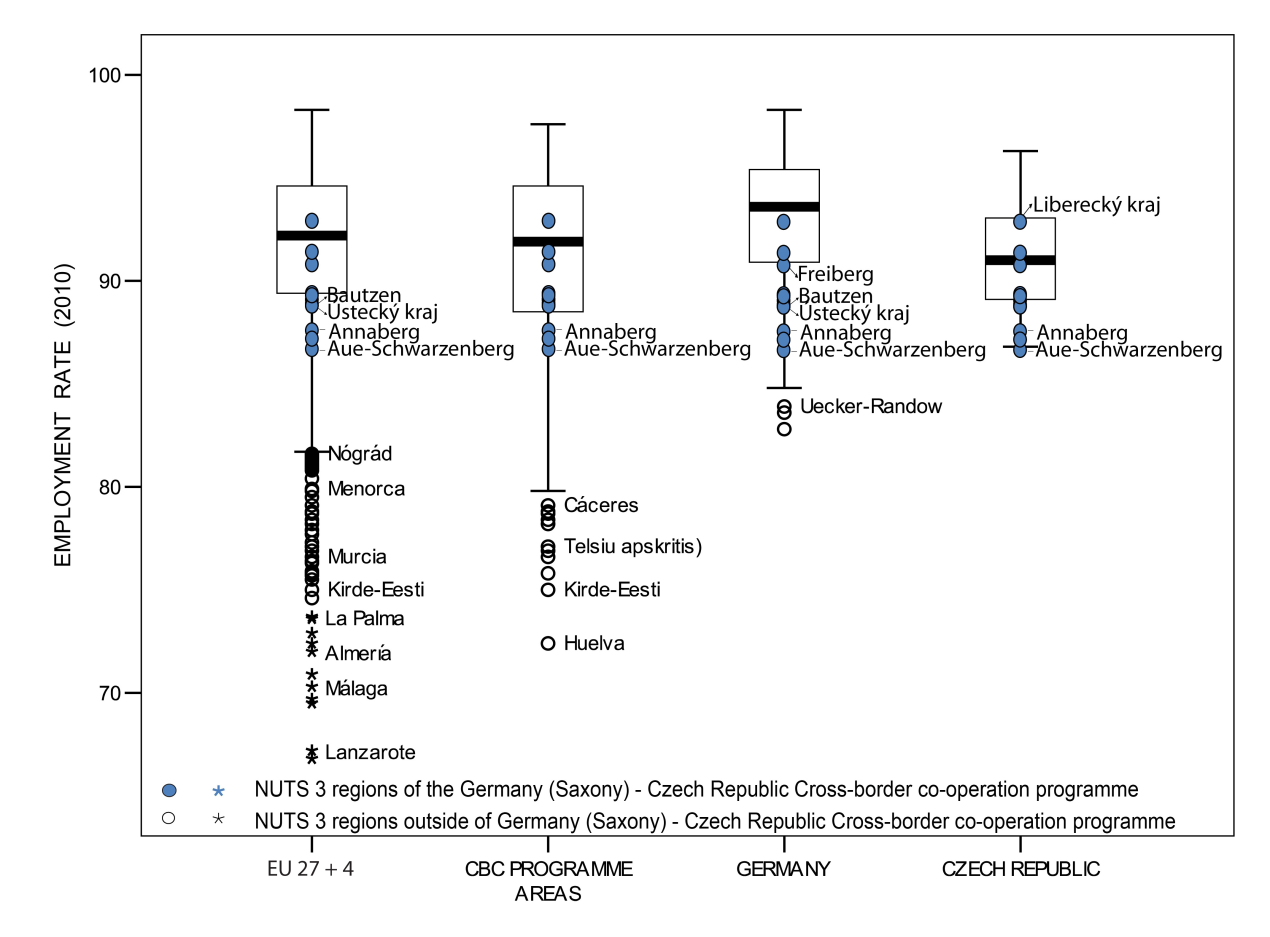 EMPLOYMENT RATE (2010)
100
90
80
70
Bautzen
Ustecký kraj
Annaberg
Aue-Schwarzenberg
Nógrád
Menorca
Murcia
Kirde-Eesti
La Palma
Almería
Málaga
Lanzarote
Annaberg
Aue-Schwarzenberg
Cáceres
Telsiu apskritis)
Kirde-Eesti
Huelva
Freiberg
Bautzen
Ustecký kraj
Annaberg
Aue-Schwarzenberg
Uecker-Randow
Liberecký kraj
Annaberg
Aue-Schwarzenberg
NUTS 3 regions of the Germany (Saxony) - Czech Republic Cross-border co-operation programme
NUTS 3 regions outside of Germany (Saxony) - Czech Republic Cross-border co-operation programme
EU 27 + 4
CBC PROGRAMME
AREAS
GERMANY
CZECH REPUBLIC